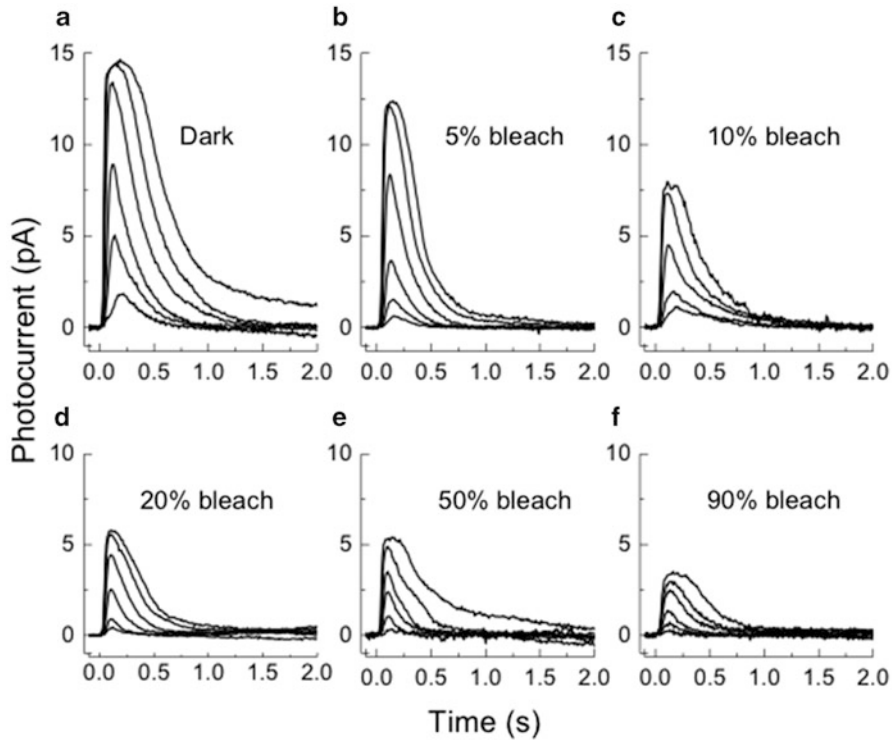 a
b
c
15
10
5
0
Dark
0.0 0.5 1.0 1.5 2.0
15
10
5
0
5% bleach
0.0 0.5 1.0 1.5 2.0
15
10
5
0
10% bleach
0.0 0.5 1.0 1.5 2.0
Photocurrent (pA)
d
e
f
10
5
0
20% bleach
0.0 0.5 1.0 1.5 2.0
10
5
0
50% bleach
0.0 0.5 1.0 1.5 2.0
10
5
0
90% bleach
0.0 0.5 1.0 1.5 2.0
Time (s)